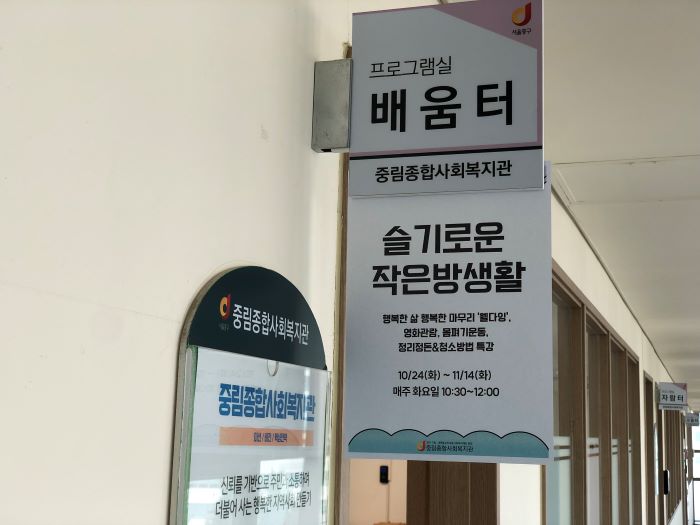 서울중구
프로그램실
배움터
중림종합사회복지관
슬기로운
작은방생활
행복한 삶 행복한 마무리 '웰다잉',
영화관람, 몸펴기운동,
정리정돈&청소방법 특강
10/24(화) ~ 11/14(화)
매주 화요일 10:30~12:00
중림종합사회복지관
중림종합사회복지관
중림종합사회복지관
신뢰를 기반으로 주민과 소통하며
더불어 사는 행복한 지역사회 만들기
자람터